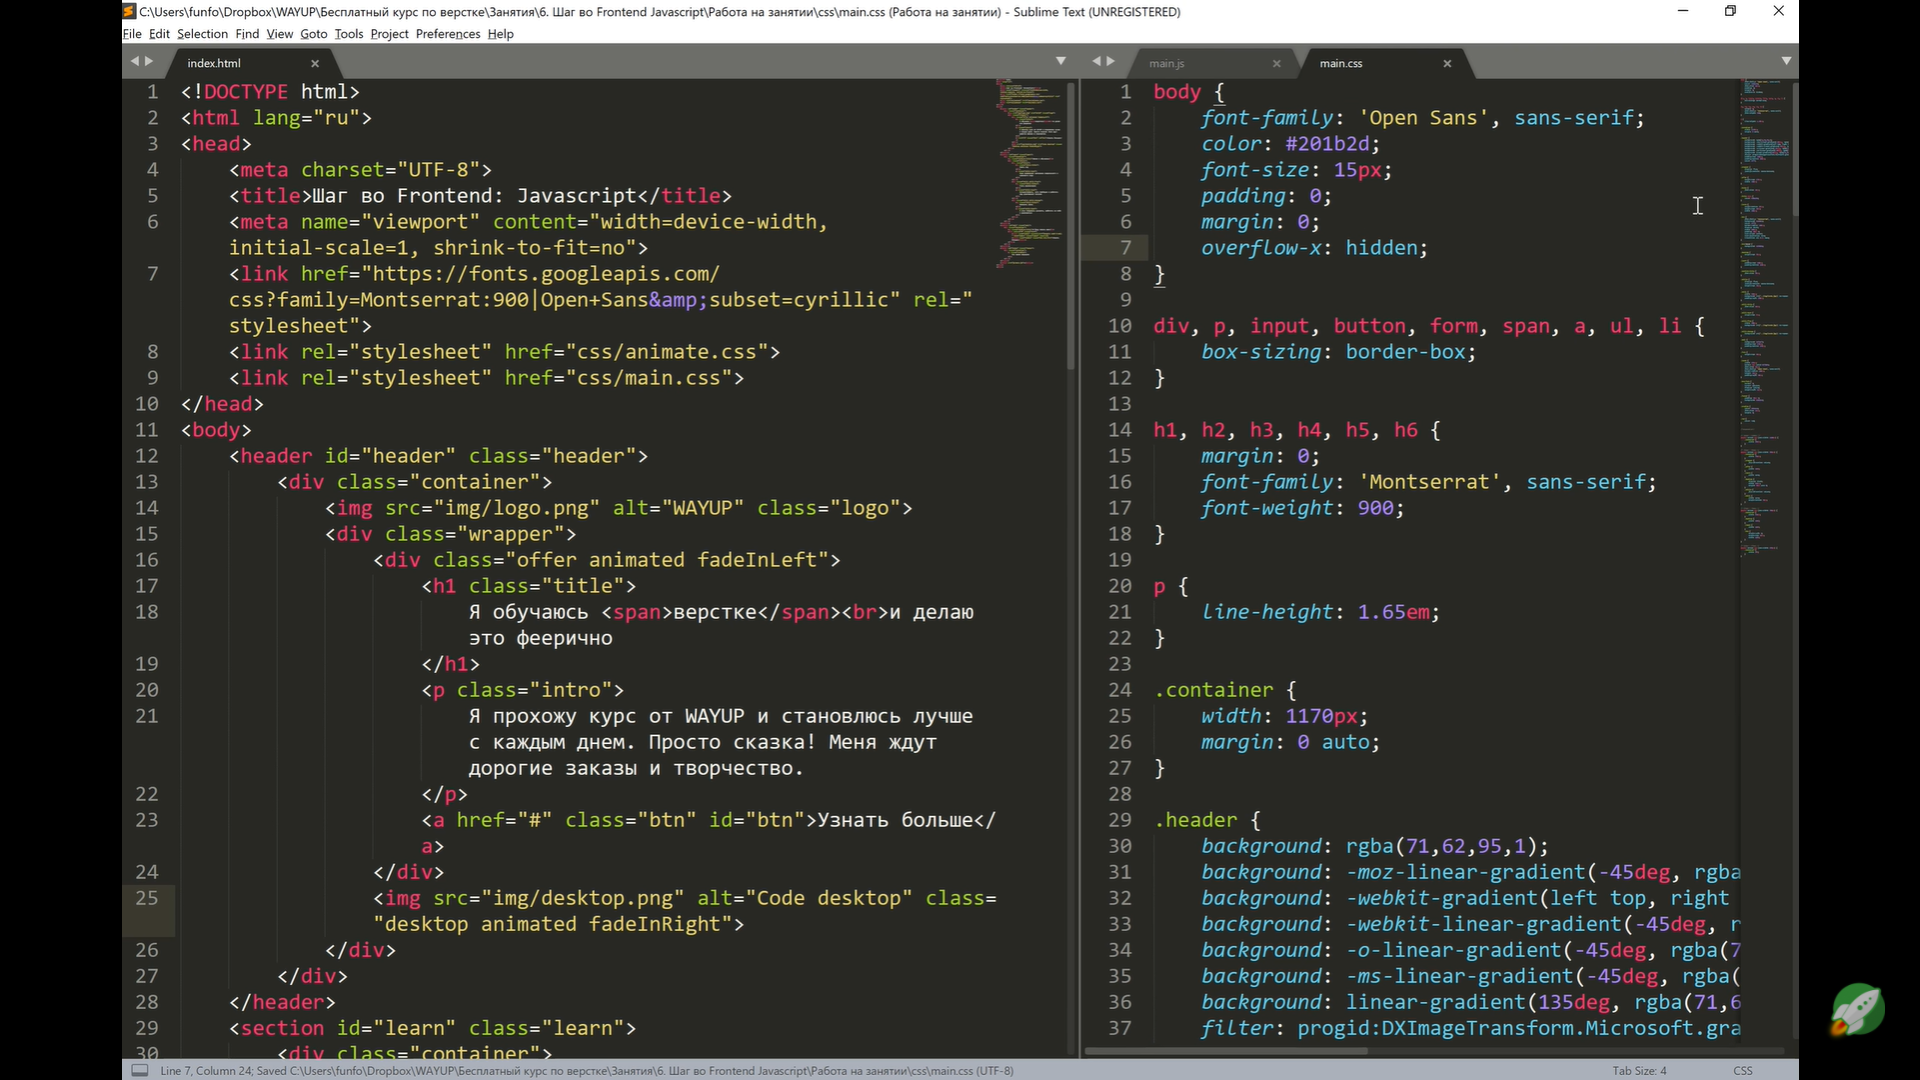 C:\Users\funfo\Dropbox\WAYUP\Бесплатный курс по верстке\Занятия\6. Шаг во Frontend Javascript\Работа на занятии\css\main.css (Работа на занятии) - Sublime Text (UNREGISTERED)
File Edit Selection Find View Goto Tools Project Preferences Help
index.html
1 <!DOCTYPE html>
2 <html lang="ru">
3 <head>
4 <meta charset="UTF-8">
5 <title>Шаг во Frontend: Javascript</title>
6 <meta name="viewport" content="width=device-width,
initial-scale=1, shrink-to-fit=no">
7 <link href="https://fonts.googleapis.com/
css?family=Montserrat:900|Open+Sans&amp;subset=cyrillic" rel="
stylesheet">
8 <link rel="stylesheet" href="css/animate.css">
9 <link rel="stylesheet" href="css/main.css">
10 </head>
11 <body>
12 <header id="header" class="header">
13 <div class="container">
14 <img src="img/logo.png" alt="WAYUP" class="logo">
15 <div class="wrapper">
16 <div class="offer animated fadeInLeft">
17 <h1 class="title">
18 Я обучаюсь <span>верстке</span><br>и делаю
это феерично
19 </h1>
20 <p class="intro">
21 Я прохожу курс от WAYUP и становлюсь лучше
с каждым днем. Просто сказка! Меня ждут
дорогие заказы и творчество.
22 </p>
23 <a href="#" class="btn" id="btn">Узнать больше</
a>
24 </div>
25 <img src="img/desktop.png" alt="Code desktop" class=
"desktop animated fadeInRight">
26 </div>
27 </div>
28 </header>
29 <section id="learn" class="learn">
30 <div class="container">
main.js
main.css
1 body {
2 font-family: 'Open Sans', sans-serif;
3 color: #201b2d;
4 font-size: 15px;
5 padding: 0;
6 margin: 0;
7 overflow-x: hidden;
8 }
9
10 div, p, input, button, form, span, a, ul, li {
11 box-sizing: border-box;
12 }
13
14 h1, h2, h3, h4, h5, h6 {
15 margin: 0;
16 font-family: 'Montserrat', sans-serif;
17 font-weight: 900;
18 }
19
20 p {
21 line-height: 1.65em;
22 }
23
24 .container {
25 width: 1170px;
26 margin: 0 auto;
27 }
28
29 .header {
30 background: rgba(71,62,95,1);
31 background: -moz-linear-gradient(-45deg, rgba
32 background: -webkit-gradient(left top, right
33 background: -webkit-linear-gradient(-45deg, r
34 background: -o-linear-gradient(-45deg, rgba(7
35 background: -ms-linear-gradient(-45deg, rgba(
36 background: linear-gradient(135deg, rgba(71,6
37 filter: progid:DXImageTransform.Microsoft.gra
Line 7, Column 24; Saved C:\Users\funfo\Dropbox\WAYUP\Бесплатный курс по верстке\Занятия\6. Шаг во Frontend Javascript\Работа на занятии\css\main.css (UTF-8)
Tab Size: 4
CSS